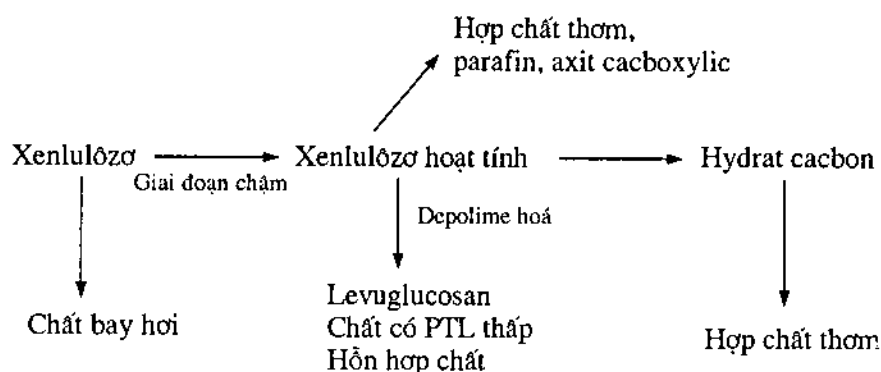 Hợp chất thơm,
parafin, axit cacboxylic
Xenlulôzơ
Giai đoạn chậm
Xenlulôzơ hoạt tính
Hydrat cacbon
Depolime hoá
Chất bay hơi
Levuglucosan
Chất có PTL thấp
Hỗn hơp chất
Hợp chất thơm